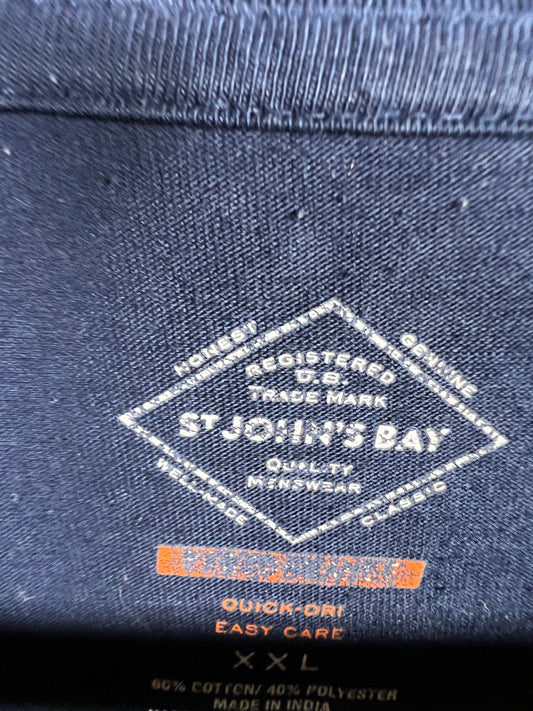 HONEST
GENUINE
REGISTERED
U.S.
TRADE MARK
ST JOHN'S BAY
QUALITY
MENSWEAR
WELL-MADE
CLASSIC
QUICK-DRI
EASY CARE
XXL
60% COTTON/ 40% POLYESTER
MADE IN INDIA